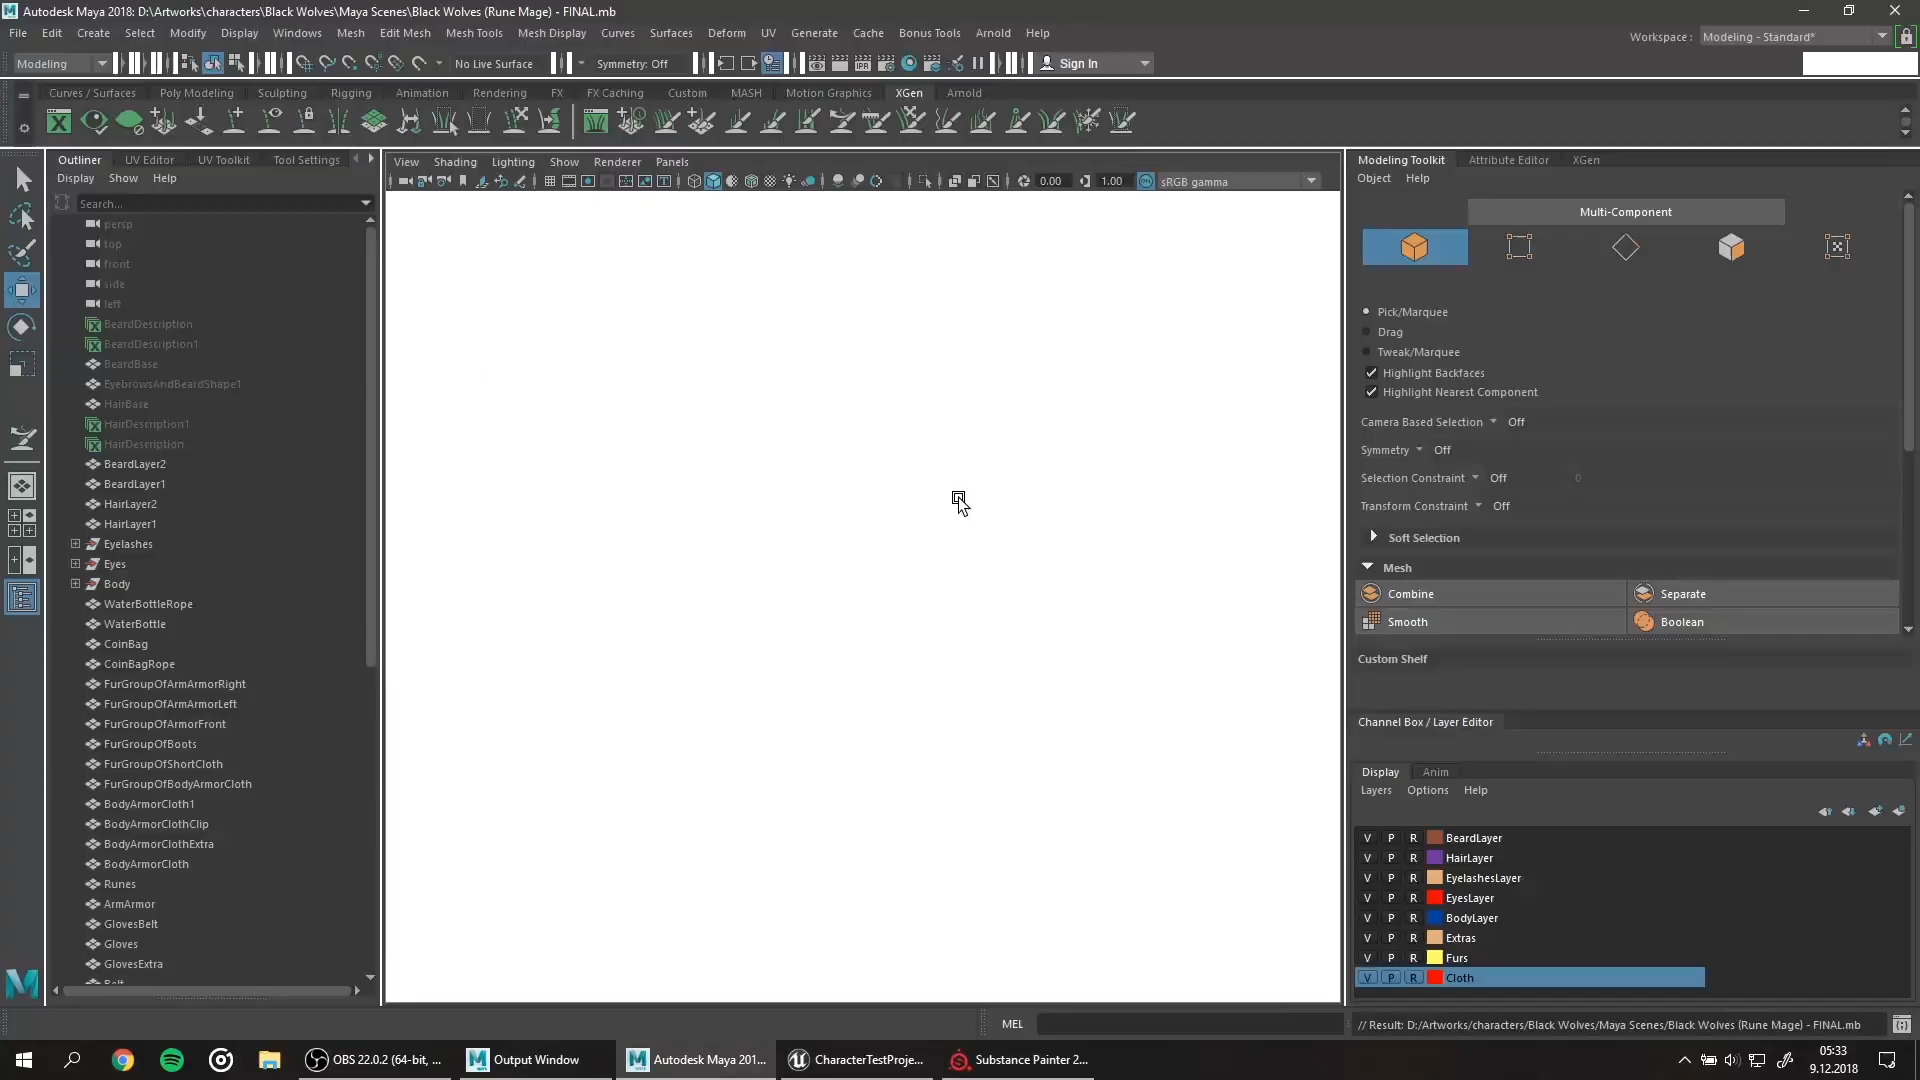 Autodesk Maya 2018: D:\Artworks\characters\Black Wolves\Maya Scenes\Black Wolves (Rune Mage) - FINAL.mb
File Edit Create Select Modify Display Windows Mesh Edit Mesh Mesh Tools Mesh Display Curves Surfaces Deform UV Generate Cache Bonus Tools Arnold Help
Workspace : Modeling - Standard*
Modeling No Live Surface Symmetry: Off Sign In
Curves / Surfaces Poly Modeling Sculpting Rigging Animation Rendering FX FX Caching Custom MASH Motion Graphics XGen Arnold
Outliner UV Editor UV Toolkit Tool Settings
Display Show Help
Search...
persp
top
front
side
left
BeardDescription
BeardDescription1
BeardBase
EyebrowsAndBeardShape1
HairBase
HairDescription1
HairDescription
BeardLayer2
BeardLayer1
HairLayer2
HairLayer1
Eyelashes
Eyes
Body
WaterBottleRope
WaterBottle
CoinBag
CoinBagRope
FurGroupOfArmArmorRight
FurGroupOfArmArmorLeft
FurGroupOfArmorFront
FurGroupOfBoots
FurGroupOfShortCloth
FurGroupOfBodyArmorCloth
BodyArmorCloth1
BodyArmorClothClip
BodyArmorClothExtra
BodyArmorCloth
Runes
ArmArmor
GlovesBelt
Gloves
GlovesExtra
Belt
View Shading Lighting Show Renderer Panels
0.00 1.00 sRGB gamma
Modeling Toolkit Attribute Editor XGen
Object Help
Multi-Component
Pick/Marquee
Drag
Tweak/Marquee
Highlight Backfaces
Highlight Nearest Component
Camera Based Selection Off
Symmetry Off
Selection Constraint Off 0
Transform Constraint Off
Soft Selection
Mesh
Combine Separate
Smooth Boolean
Custom Shelf
Channel Box / Layer Editor
Display Anim
Layers Options Help
V P R BeardLayer
V P R HairLayer
V P R EyelashesLayer
V P R EyesLayer
V P R BodyLayer
V P R Extras
V P R Furs
V P R Cloth
MEL
// Result: D:/Artworks/characters/Black Wolves/Maya Scenes/Black Wolves (Rune Mage) - FINAL.mb
OBS 22.0.2 (64-bit, ... Output Window Autodesk Maya 201... CharacterTestProje... Substance Painter 2...
05:33
9.12.2018